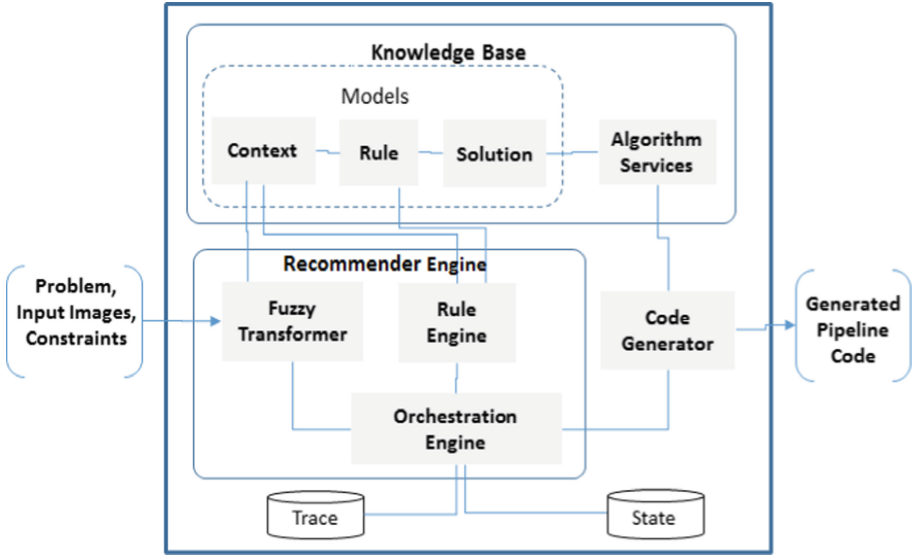 Knowledge Base
Models
Context
Rule
Solution
Algorithm
Services
Recommender Engine
Problem,
Input Images,
Constraints
Fuzzy
Transformer
Rule
Engine
Code
Generator
Generated
Pipeline
Code
Orchestration
Engine
Trace
State